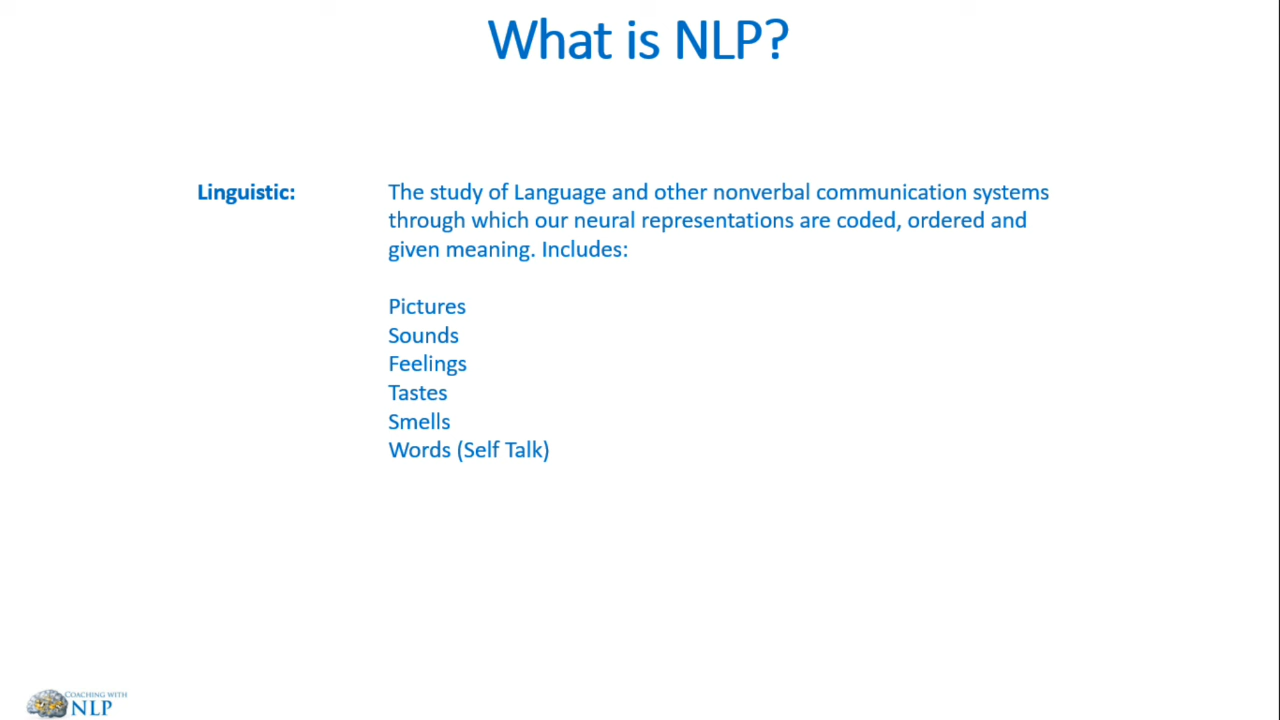 What is NLP?
Linguistic:
The study of Language and other nonverbal communication systems
through which our neural representations are coded, ordered and
given meaning. Includes:
Pictures
Sounds
Feelings
Tastes
Smells
Words (Self Talk)
COACHING WITH
NLP